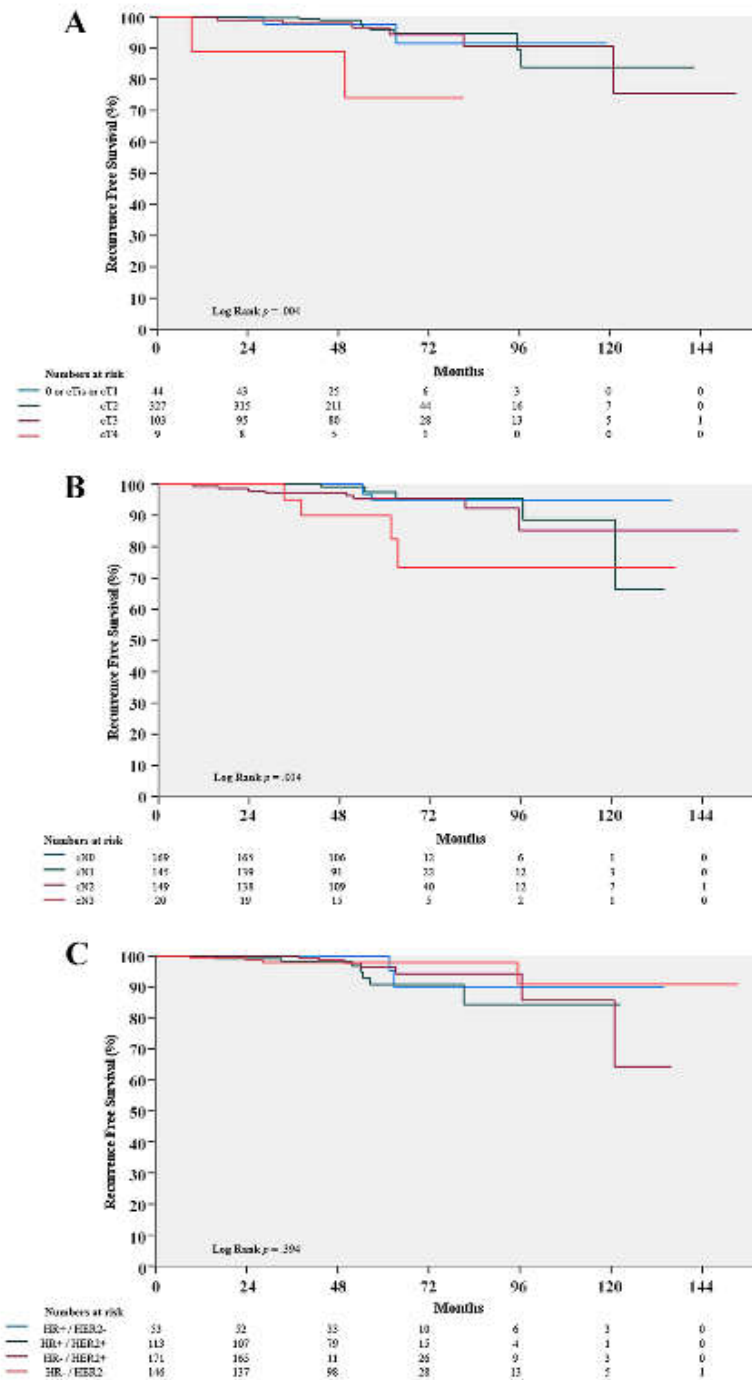 A
100
90
80
70
60
50
40
30
20
10
0
Recurrence Free Survival (%)
Log Rank p = .004
0 24 48 72 96 120 144
Months
Numbers at risk
0 or cTis or cT1 44 43 25 6 3 0 0
cT2 327 315 211 44 16 7 0
cT3 103 95 80 28 13 5 1
cT4 9 8 5 1 0 0 0
B
100
90
80
70
60
50
40
30
20
10
0
Recurrence Free Survival (%)
Log Rank p =
0 24 48 72 96 120 144
Months
Numbers at risk
cN0 169 165 106 12 6 1 0
cN1 145 139 91 22 12 3 0
cN2 149 138 109 40 12 7 1
cN3 20 19 15 5 2 1 0
C
100
90
80
70
60
50
40
30
20
10
0
Recurrence Free Survival (%)
Log Rank p = .394
0 24 48 72 96 120 144
Months
Numbers at risk
HR+ / HER2- 53 52 33 10 6 3 0
HR+ / HER2+ 113 107 79 15 4 1 0
HR- / HER2+ 171 165 11 26 9 3 0
HR- / HER2 146 137 98 28 13 5 1